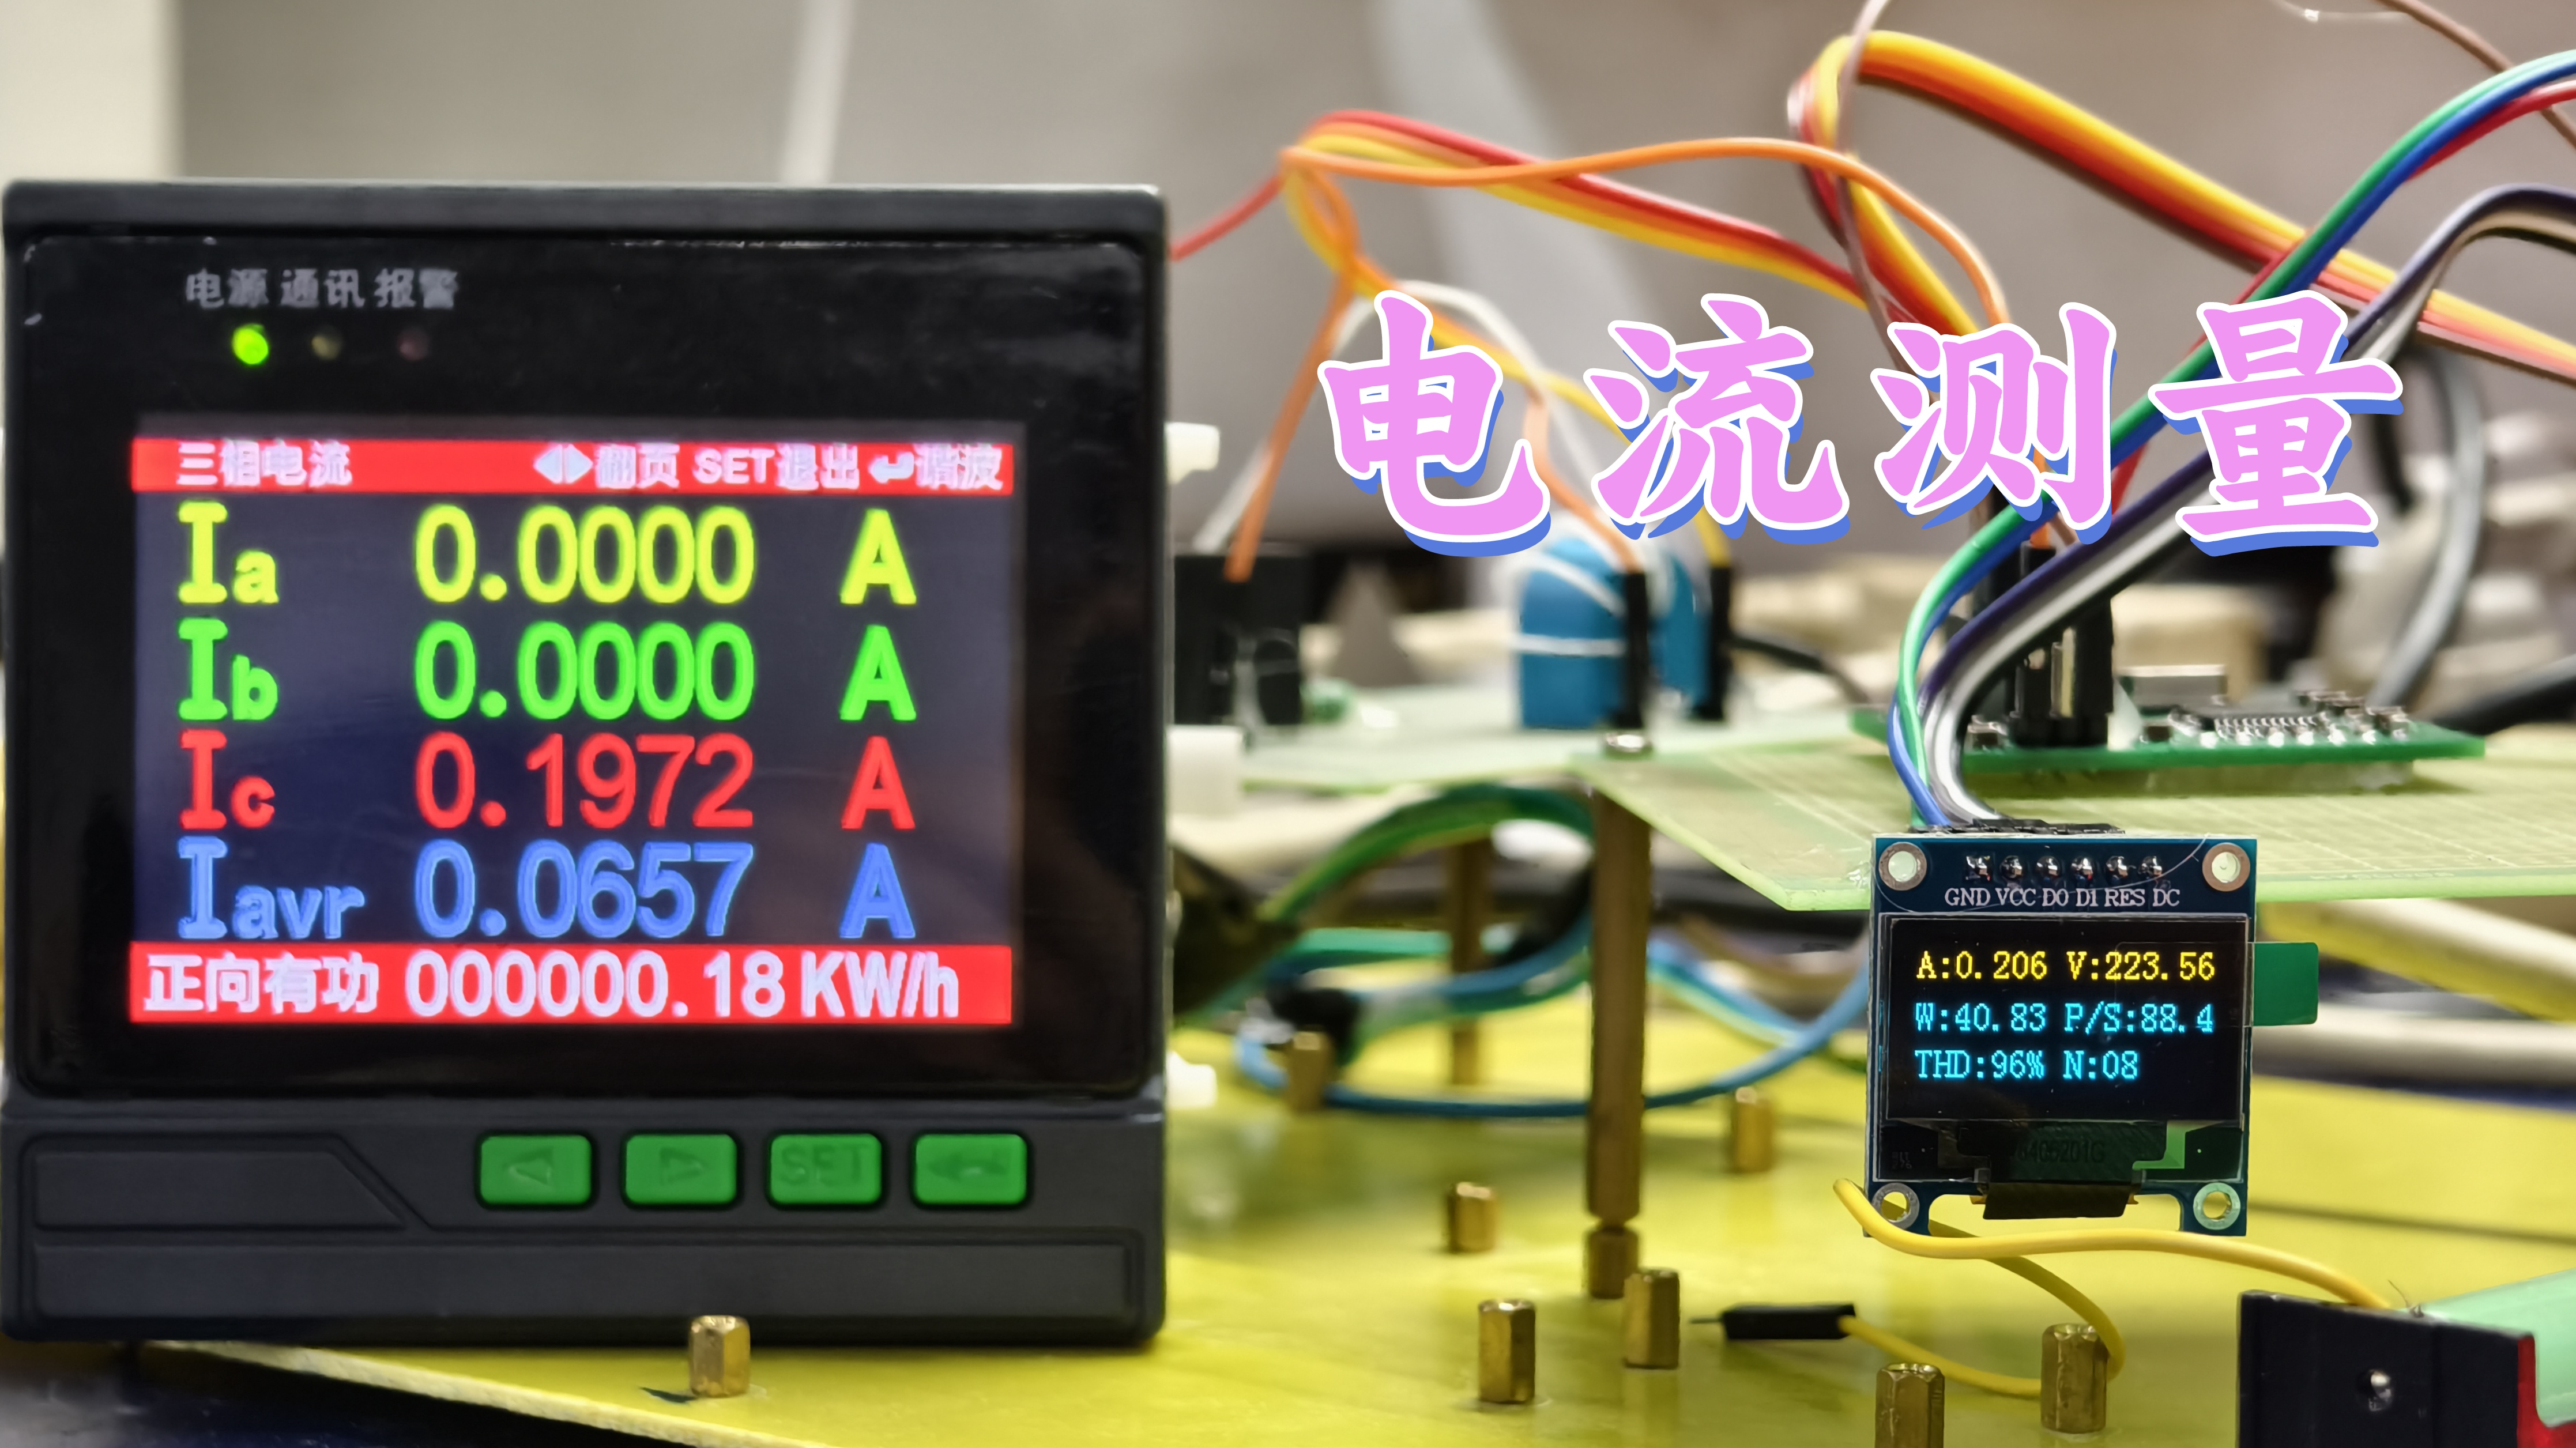 电源 通讯 报警
电流测量
三相电流 翻页 SET退出 谐波
Ia 0.0000 A
Ib 0.0000 A
Ic 0.1972 A
Iavr 0.0657 A
正向有功 000000.18 KW/h
SET
GND VCC D0 D1 RES DC
A:0.206 V:223.56
W:40.83 P/S:88.4
THD:96% N:08